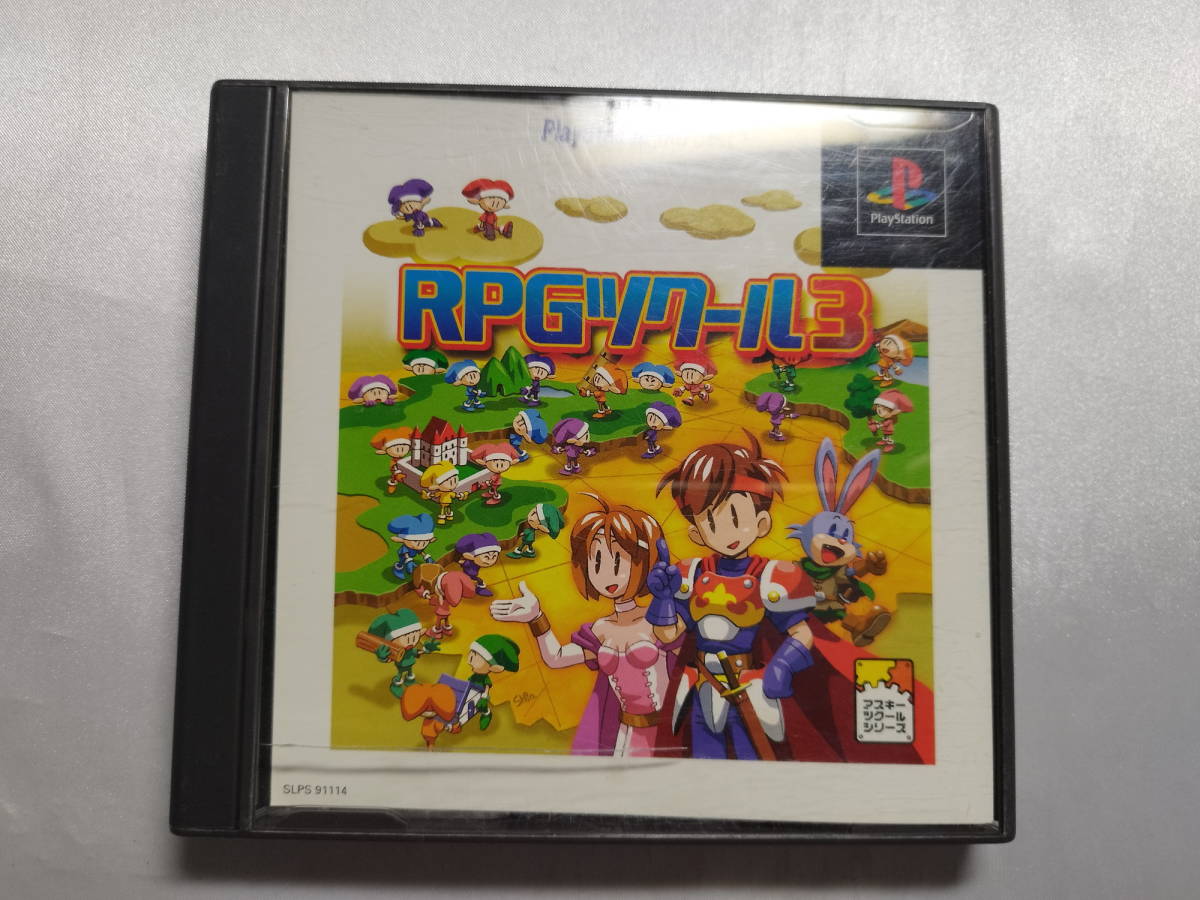 PlayStation
RPGツクール3
アスキー
ツクール
シリーズ
SLPS 91114